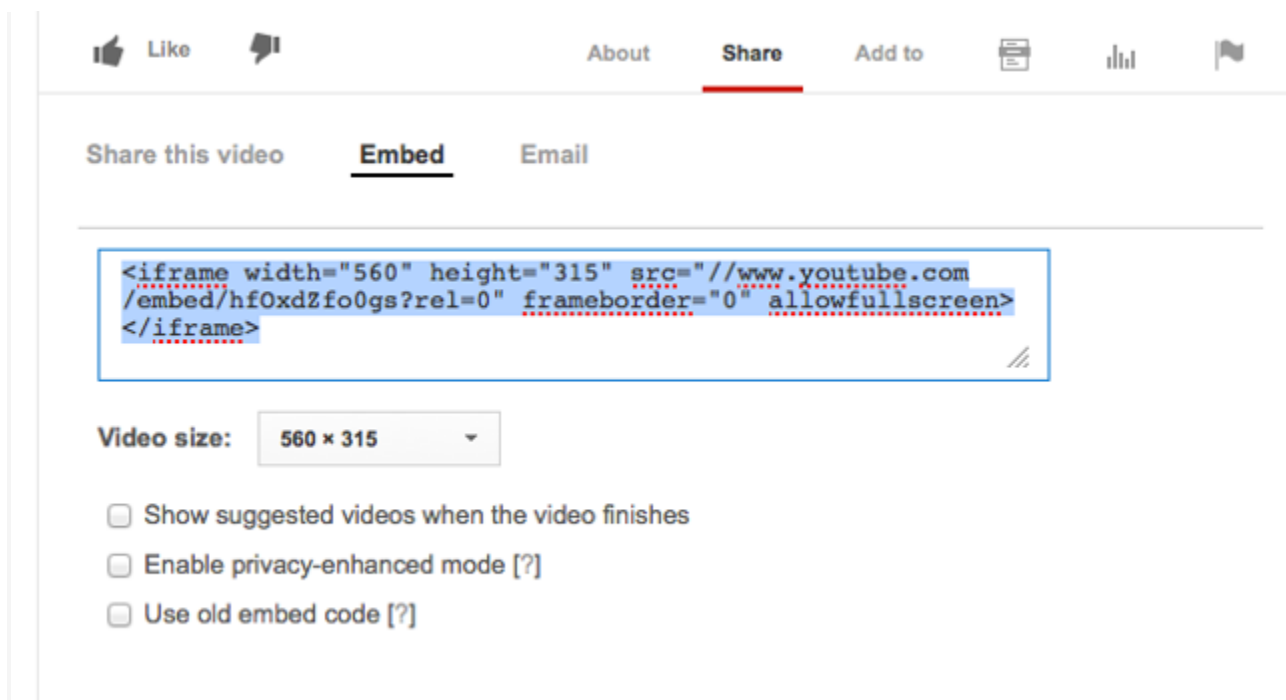 Like About Share Add to
Share this video Embed Email
<iframe width="560" height="315" src="//www.youtube.com
/embed/hfOxdZfo0gs?rel=0" frameborder="0" allowfullscreen>
</iframe>
Video size: 560 × 315
Show suggested videos when the video finishes
Enable privacy-enhanced mode [?]
Use old embed code [?]